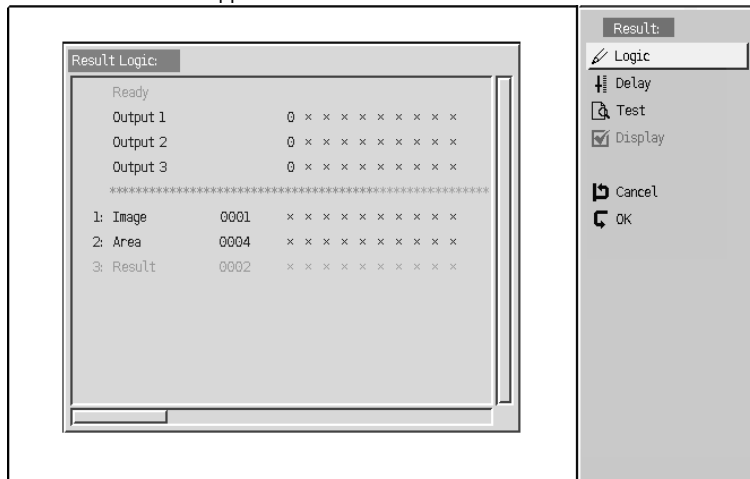 Result Logic:
Ready
Output 1 0 × × × × × × × × ×
Output 2 0 × × × × × × × × ×
Output 3 0 × × × × × × × × ×
**********************************************************************
1: Image 0001 × × × × × × × × × ×
2: Area 0004 × × × × × × × × × ×
3: Result 0002 × × × × × × × × × ×
Result:
Logic
Delay
Test
Display
Cancel
OK